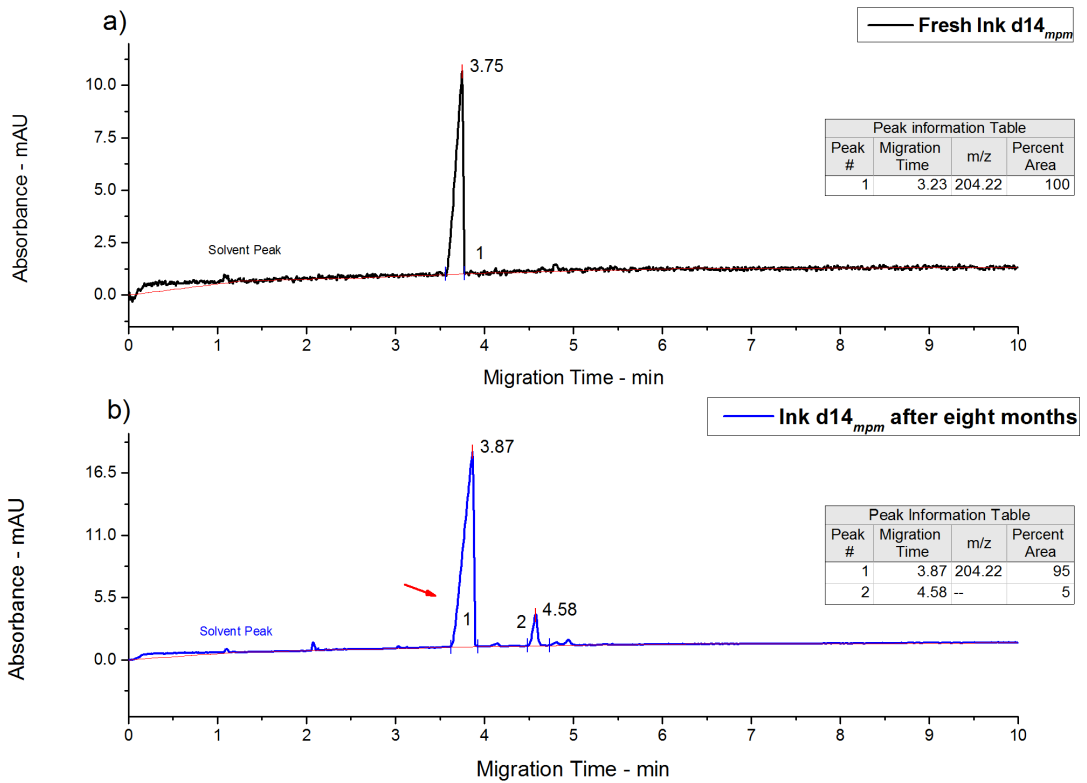 a)
Fresh Ink d14mpm
3.75
10.0
7.5
5.0
2.5
0.0
Absorbance - mAU
Solvent Peak
1
Peak information Table
Peak # Migration Time m/z Percent Area
1 3.23 204.22 100
0 1 2 3 4 5 6 7 8 9 10
Migration Time - min
b)
Ink d14mpm after eight months
3.87
16.5
11.0
5.5
0.0
Absorbance - mAU
Solvent Peak
1
2
4.58
Peak Information Table
Peak # Migration Time m/z Percent Area
1 3.87 204.22 95
2 4.58 -- 5
0 1 2 3 4 5 6 7 8 9 10
Migration Time - min